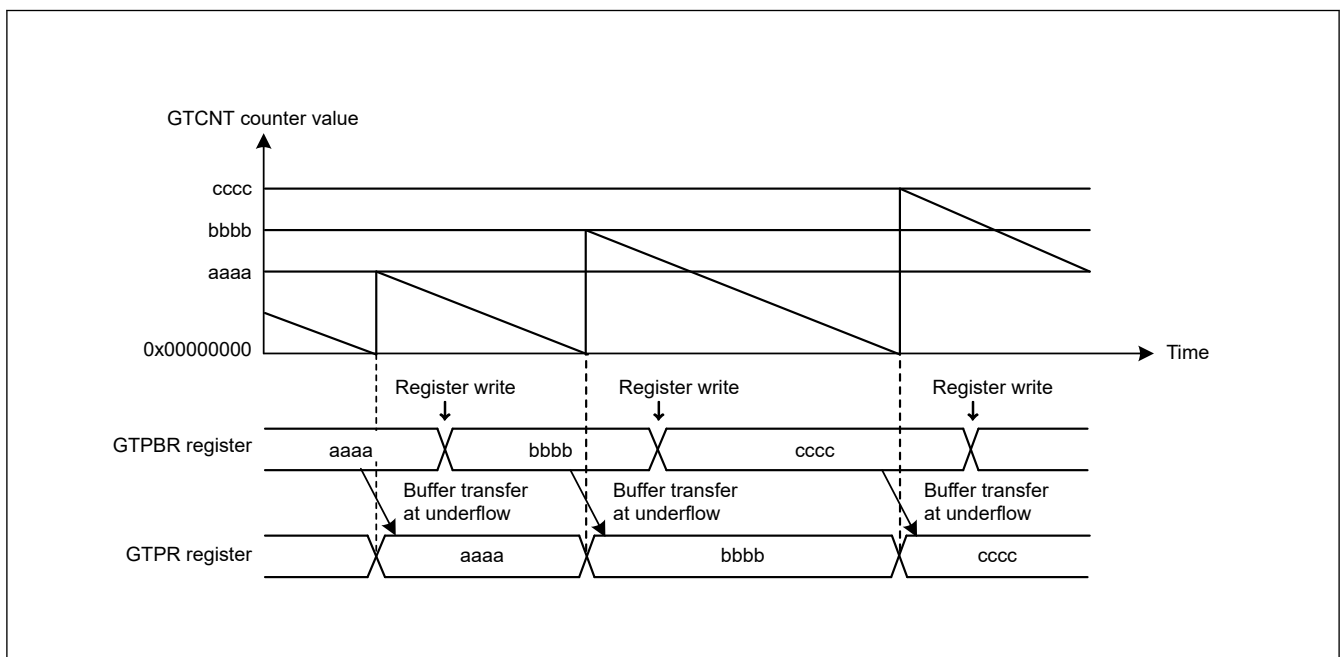 GTCNT counter value
cccc
bbbb
aaaa
0x00000000
Time
Register write
Register write
Register write
GTPBR register
aaaa
bbbb
cccc
Buffer transfer
at underflow
Buffer transfer
at underflow
Buffer transfer
at underflow
GTPR register
aaaa
bbbb
cccc